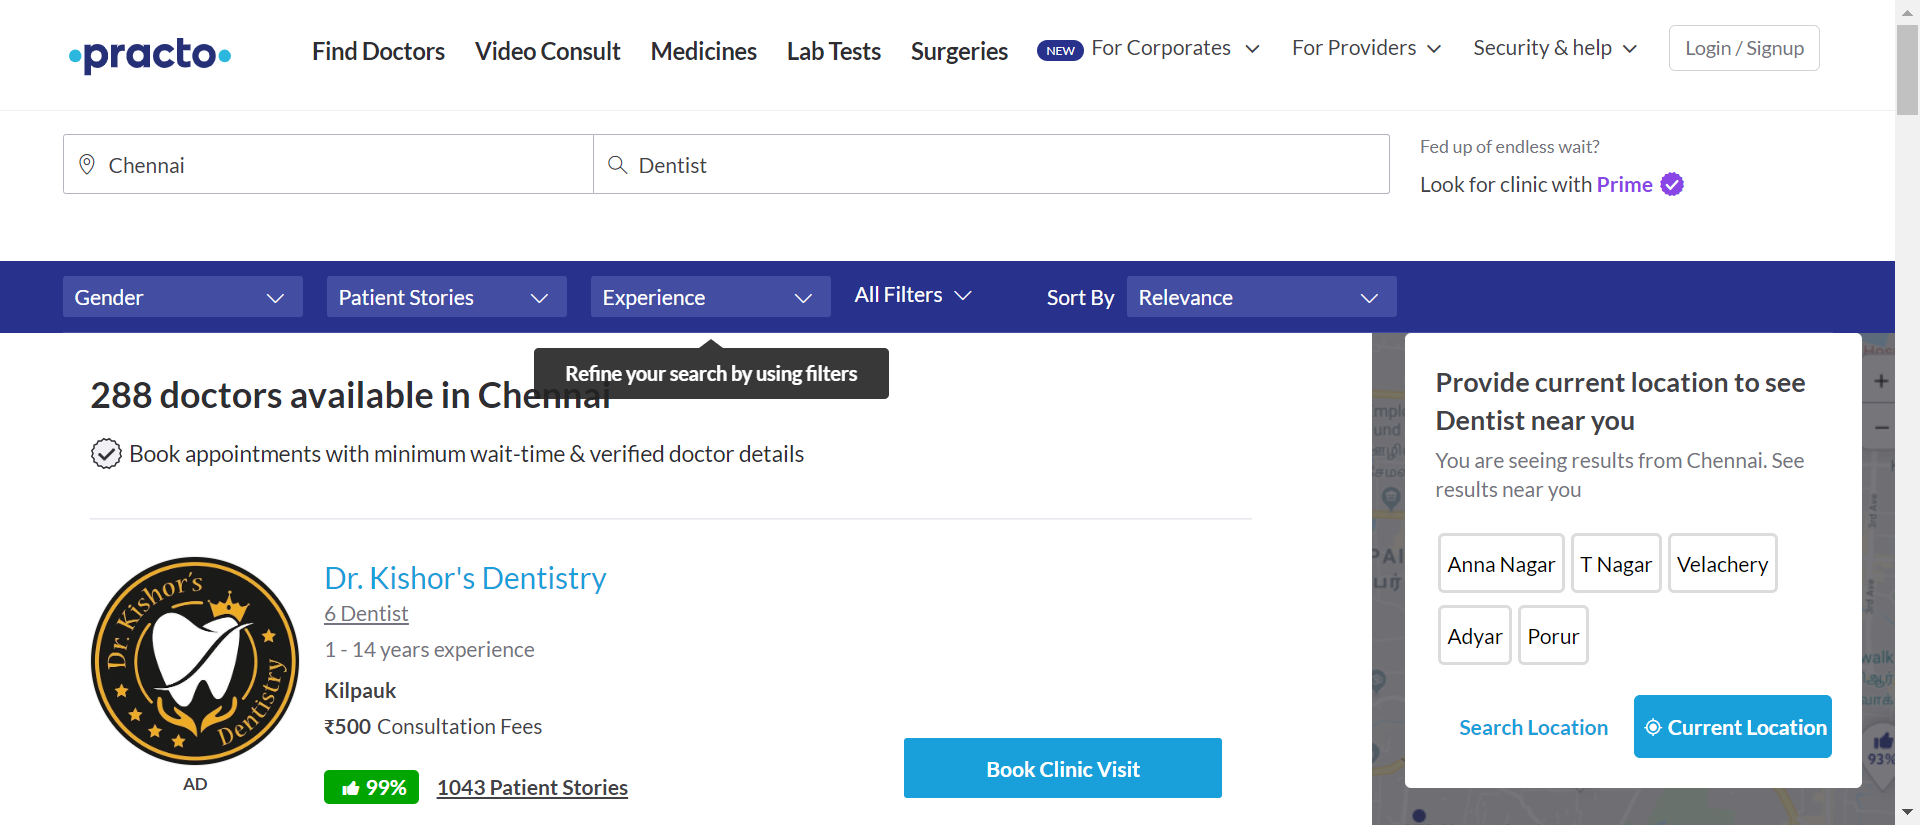 practo
Find Doctors
Video Consult
Medicines
Lab Tests
Surgeries
NEW For Corporates
For Providers
Security & help
Login / Signup
Chennai
Dentist
Fed up of endless wait?
Look for clinic with Prime
Gender
Patient Stories
Experience
All Filters
Sort By
Relevance
Refine your search by using filters
288 doctors available in Chennai
Book appointments with minimum wait-time & verified doctor details
Dr. Kishor's
Dentistry
AD
Dr. Kishor's Dentistry
6 Dentist
1 - 14 years experience
Kilpauk
₹500 Consultation Fees
99%
1043 Patient Stories
Book Clinic Visit
Provide current location to see
Dentist near you
You are seeing results from Chennai. See
results near you
Anna Nagar
T Nagar
Velachery
Adyar
Porur
Search Location
Current Location
3rd Ave
3rd Ave
93%